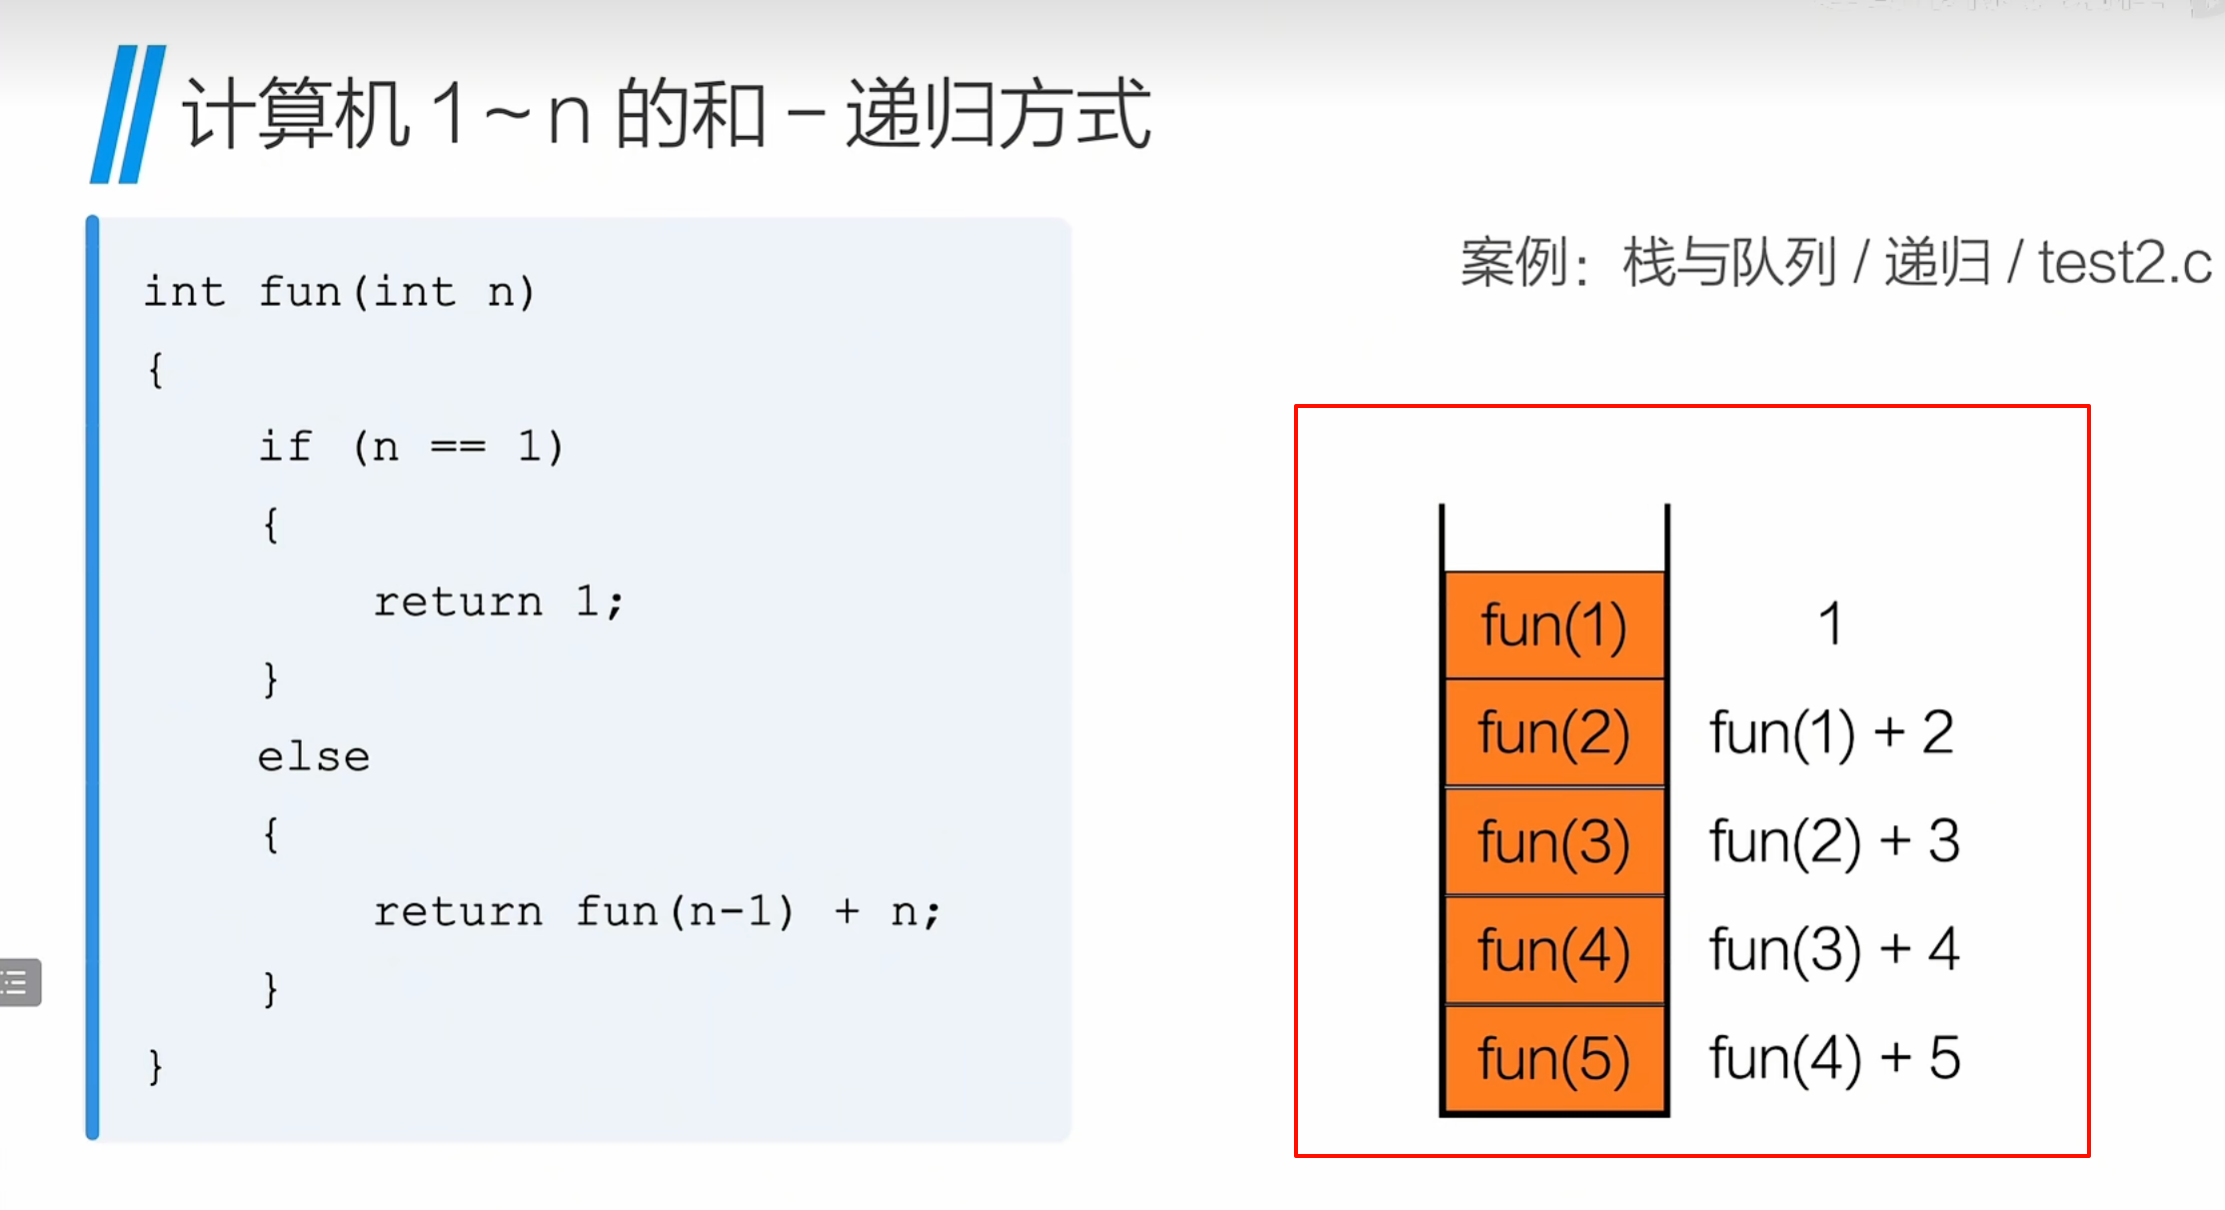 计算机 1~n 的和 – 递归方式
int fun(int n)
{
    if (n == 1)
    {
        return 1;
    }
    else
    {
        return fun(n-1) + n;
    }
}
案例：栈与队列 / 递归 / test2.c
fun(1) 1
fun(2) fun(1) + 2
fun(3) fun(2) + 3
fun(4) fun(3) + 4
fun(5) fun(4) + 5